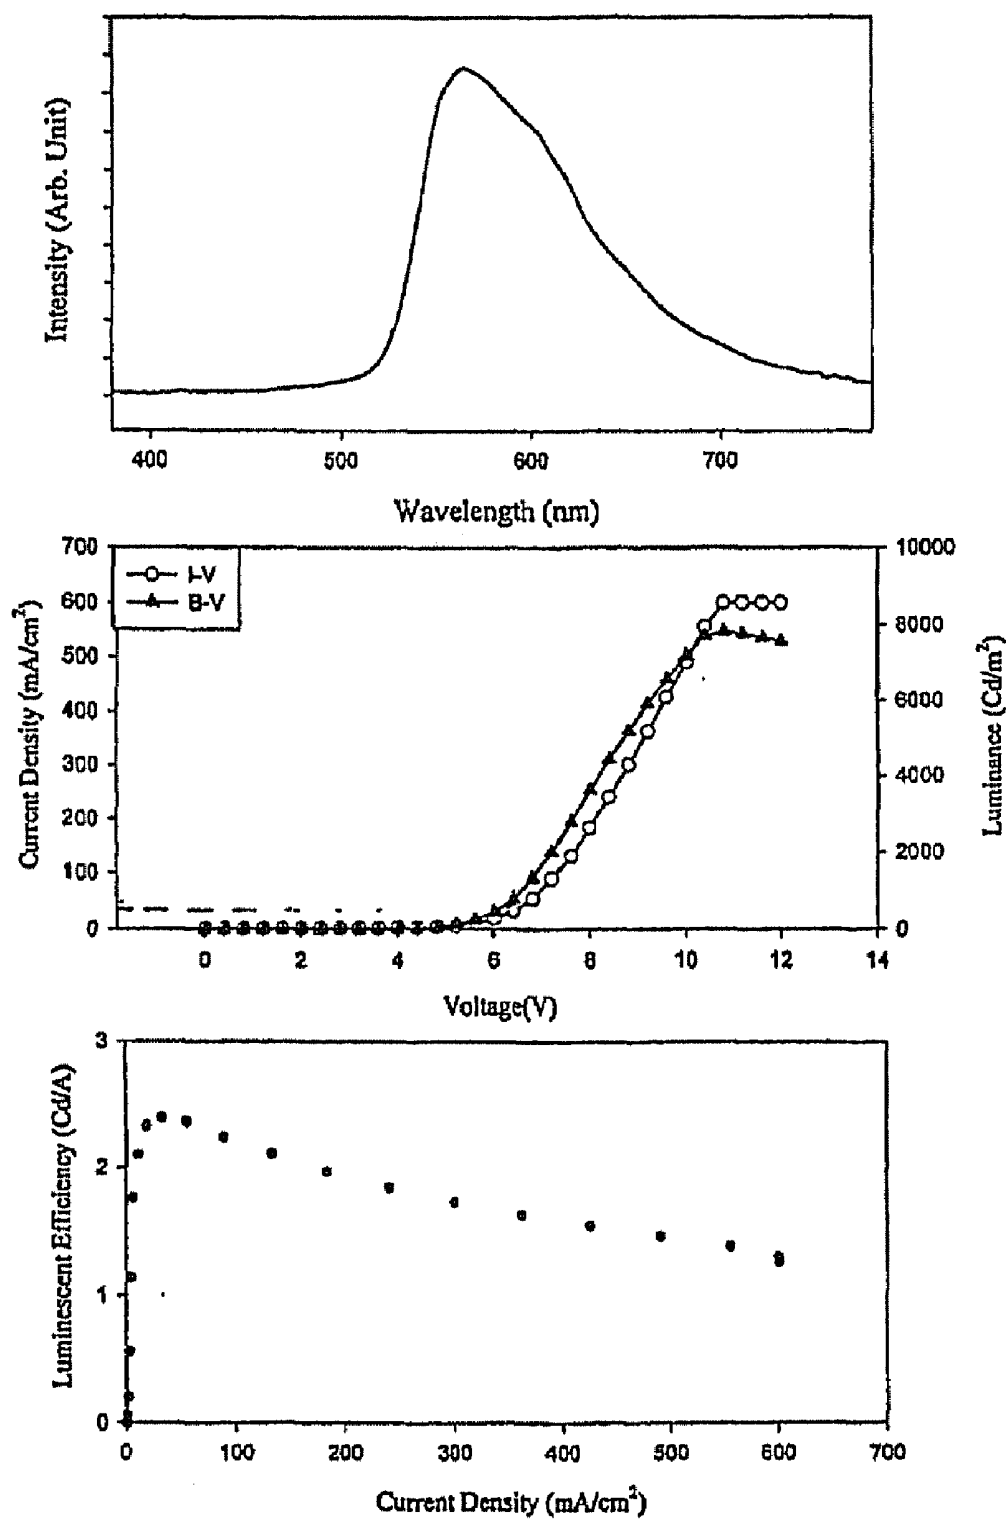 Intensity (Arb. Unit)
400 500 600 700
Wavelength (nm)
700
600
500
400
300
200
100
0
Current Density (mA/cm²)
I-V
B-V
10000
8000
6000
4000
2000
0
Luminance (Cd/m²)
0 2 4 6 8 10 12 14
Voltage(V)
3
2
1
0
Luminescent Efficiency (Cd/A)
0 100 200 300 400 500 600 700
Current Density (mA/cm²)